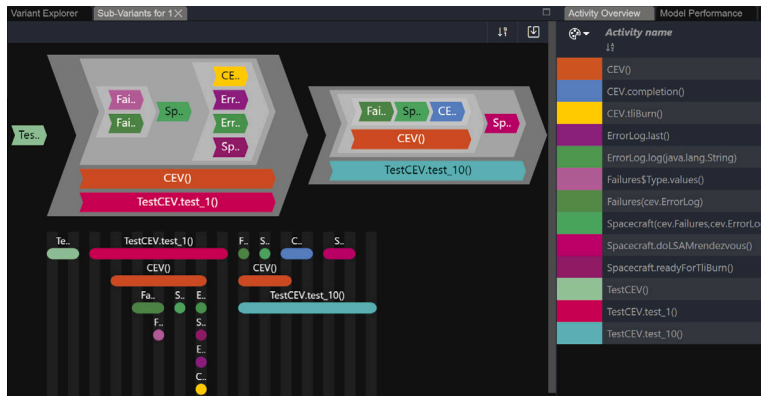 Variant Explorer
Sub-Variants for 1
Activity Overview
Model Performance
Activity name
CE..
Fai..
Err..
Sp..
Fai..
Err..
Sp..
Tes..
CEV()
TestCEV.test_1()
Fai..
Sp..
CE..
Sp..
CEV()
TestCEV.test_10()
Te..
TestCEV.test_1()
F..
S..
C..
S..
CEV()
CEV()
Fa..
S..
E..
TestCEV.test_10()
F..
S..
E..
C..
CEV()
CEV.completion()
CEV.tliBurn()
ErrorLog.last()
ErrorLog.log(java.lang.String)
Failures$Type.values()
Failures(cev.ErrorLog)
Spacecraft(cev.Failures,cev.ErrorLo
Spacecraft.doLSAMrendezvous()
Spacecraft.readyForTliBurn()
TestCEV()
TestCEV.test_1()
TestCEV.test_10()